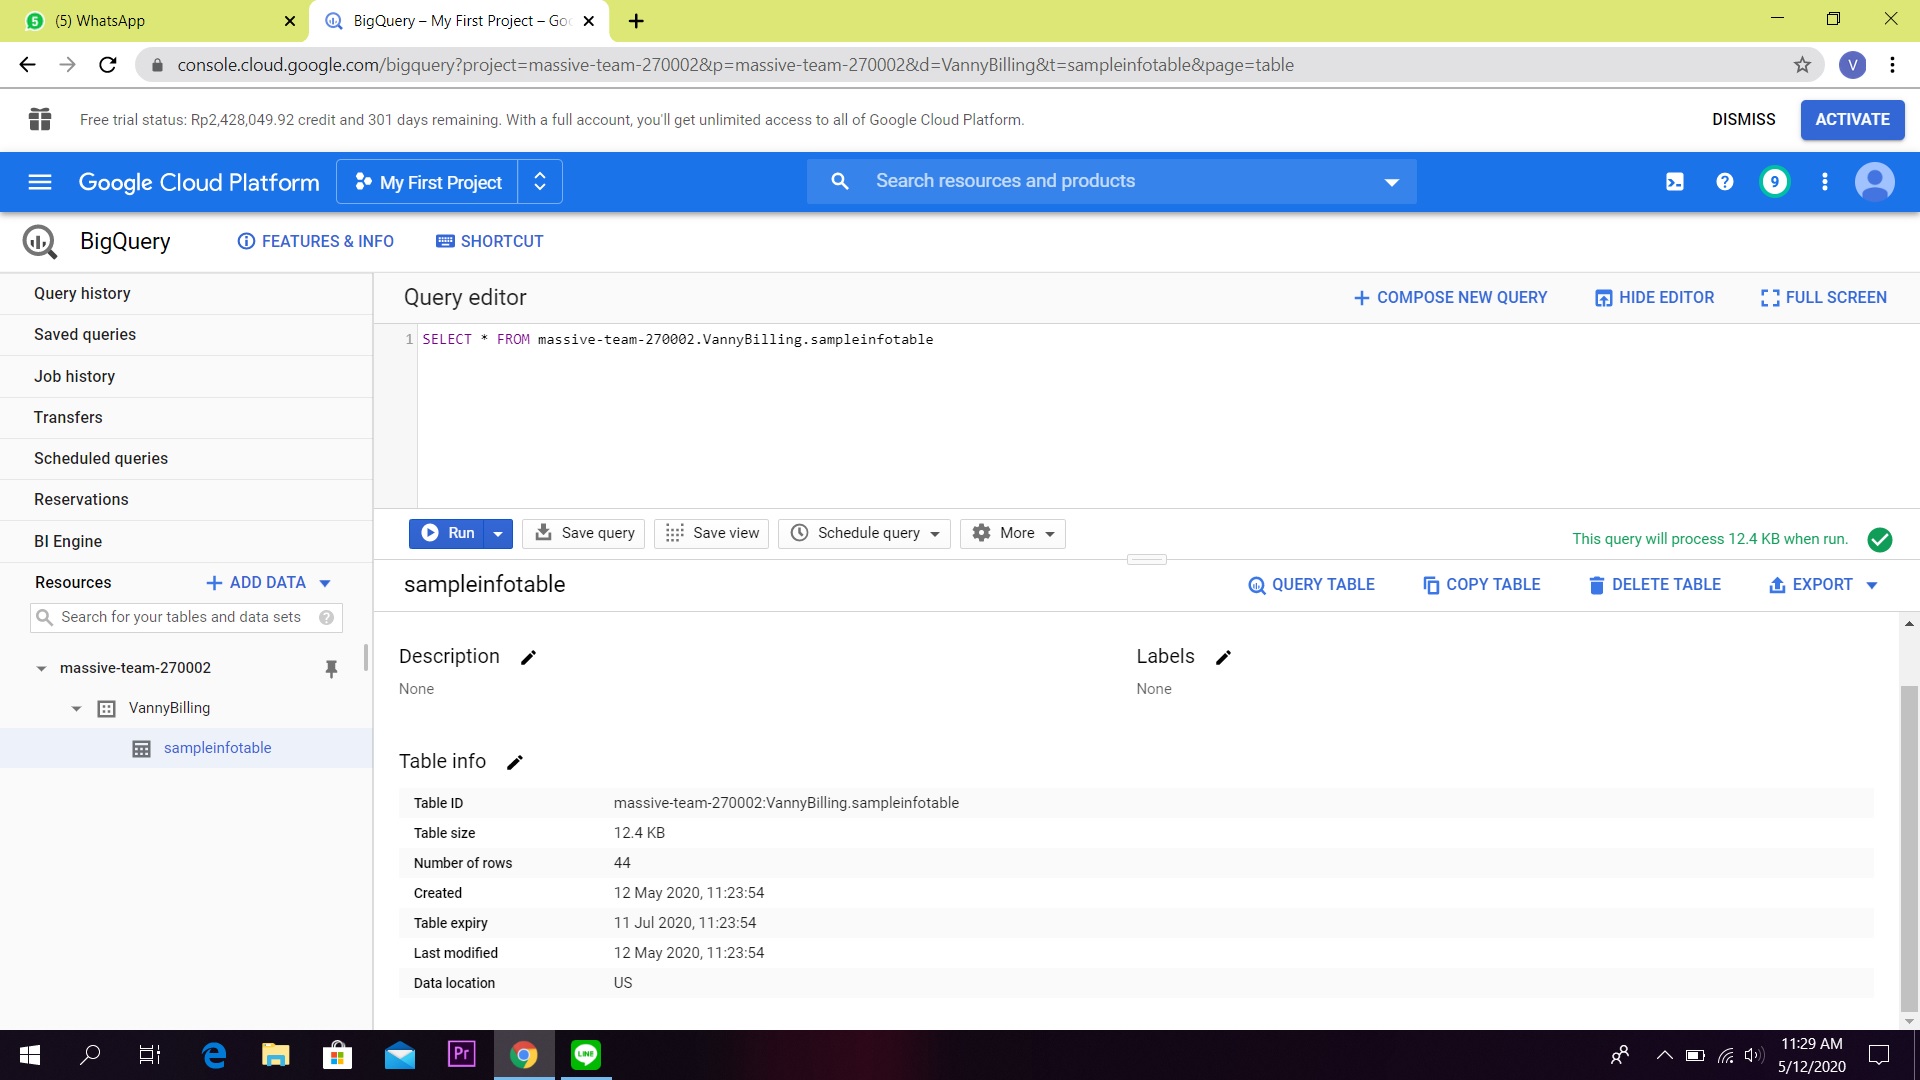 (5) WhatsApp
BigQuery – My First Project – Goo
console.cloud.google.com/bigquery?project=massive-team-270002&p=massive-team-270002&d=VannyBilling&t=sampleinfotable&page=table
V
Free trial status: Rp2,428,049.92 credit and 301 days remaining. With a full account, you'll get unlimited access to all of Google Cloud Platform.
DISMISS
ACTIVATE
Google Cloud Platform
My First Project
Search resources and products
9
BigQuery
FEATURES & INFO
SHORTCUT
Query history
Saved queries
Job history
Transfers
Scheduled queries
Reservations
BI Engine
Resources
ADD DATA
Search for your tables and data sets
massive-team-270002
VannyBilling
sampleinfotable
Query editor
COMPOSE NEW QUERY
HIDE EDITOR
FULL SCREEN
1 SELECT * FROM massive-team-270002.VannyBilling.sampleinfotable
Run
Save query
Save view
Schedule query
More
This query will process 12.4 KB when run.
sampleinfotable
QUERY TABLE
COPY TABLE
DELETE TABLE
EXPORT
Description
None
Labels
None
Table info
Table ID massive-team-270002:VannyBilling.sampleinfotable
Table size 12.4 KB
Number of rows 44
Created 12 May 2020, 11:23:54
Table expiry 11 Jul 2020, 11:23:54
Last modified 12 May 2020, 11:23:54
Data location US
Pr
LINE
11:29 AM
5/12/2020